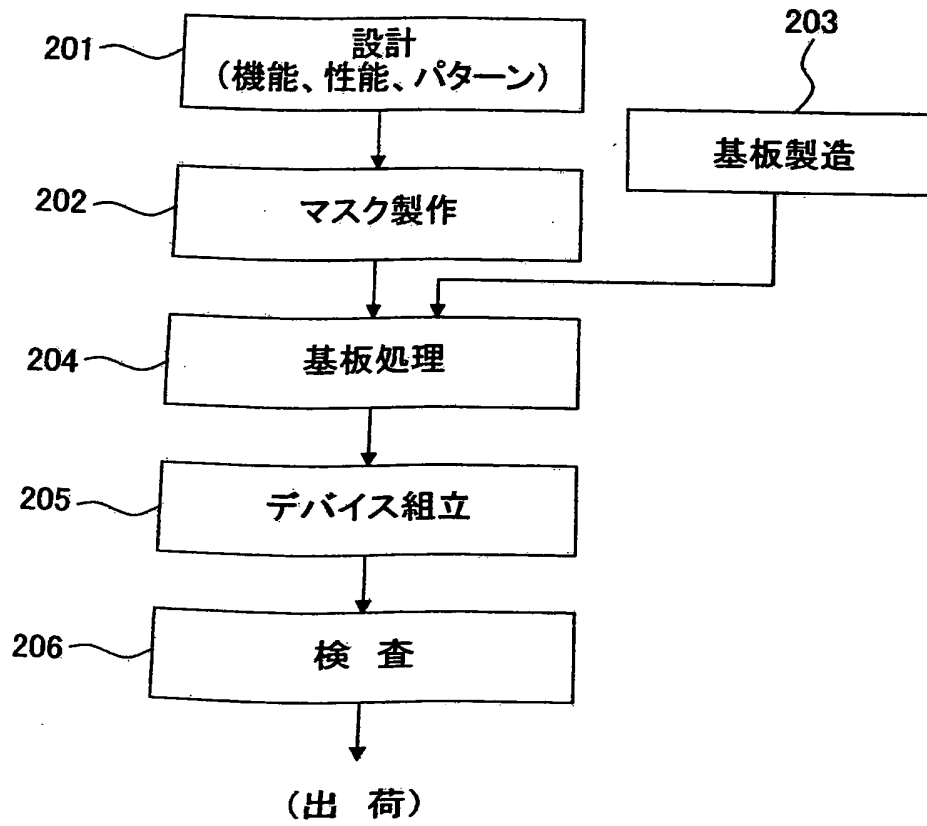 201
設計
(機能、性能、パターン)
203
基板製造
202
マスク製作
204
基板処理
205
デバイス組立
206
検 査
(出 荷)